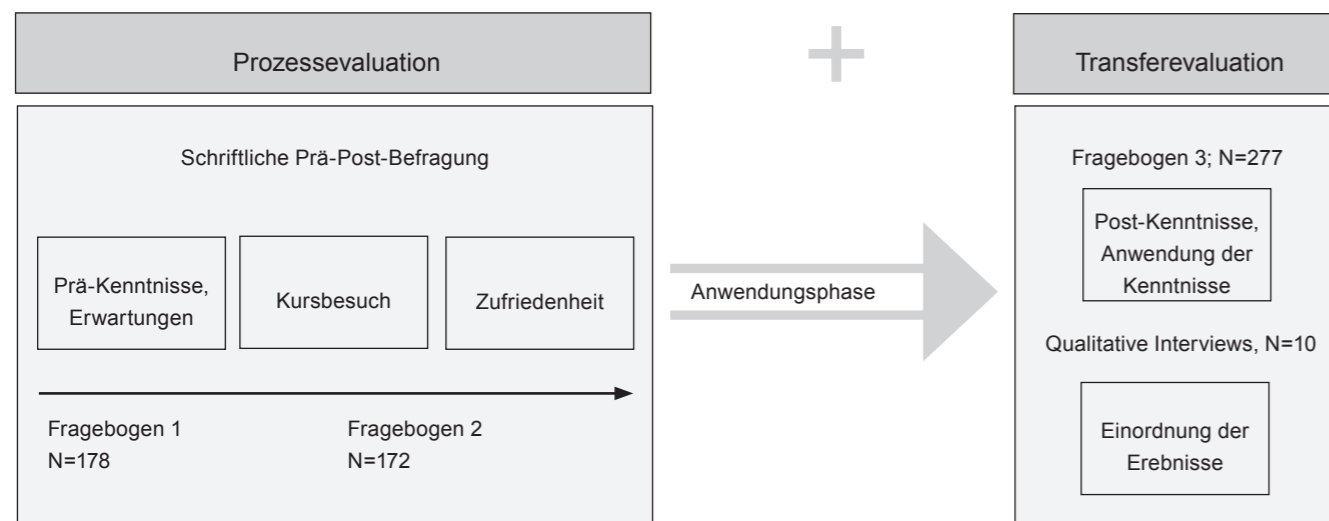 Prozessevaluation
Schriftliche Prä-Post-Befragung
Prä-Kenntnisse,
Erwartungen
Kursbesuch
Zufriedenheit
Fragebogen 1
N=178
Fragebogen 2
N=172
+
Anwendungsphase
Transferevaluation
Fragebogen 3; N=277
Post-Kenntnisse,
Anwendung der
Kenntnisse
Qualitative Interviews, N=10
Einordnung der
Erebnisse